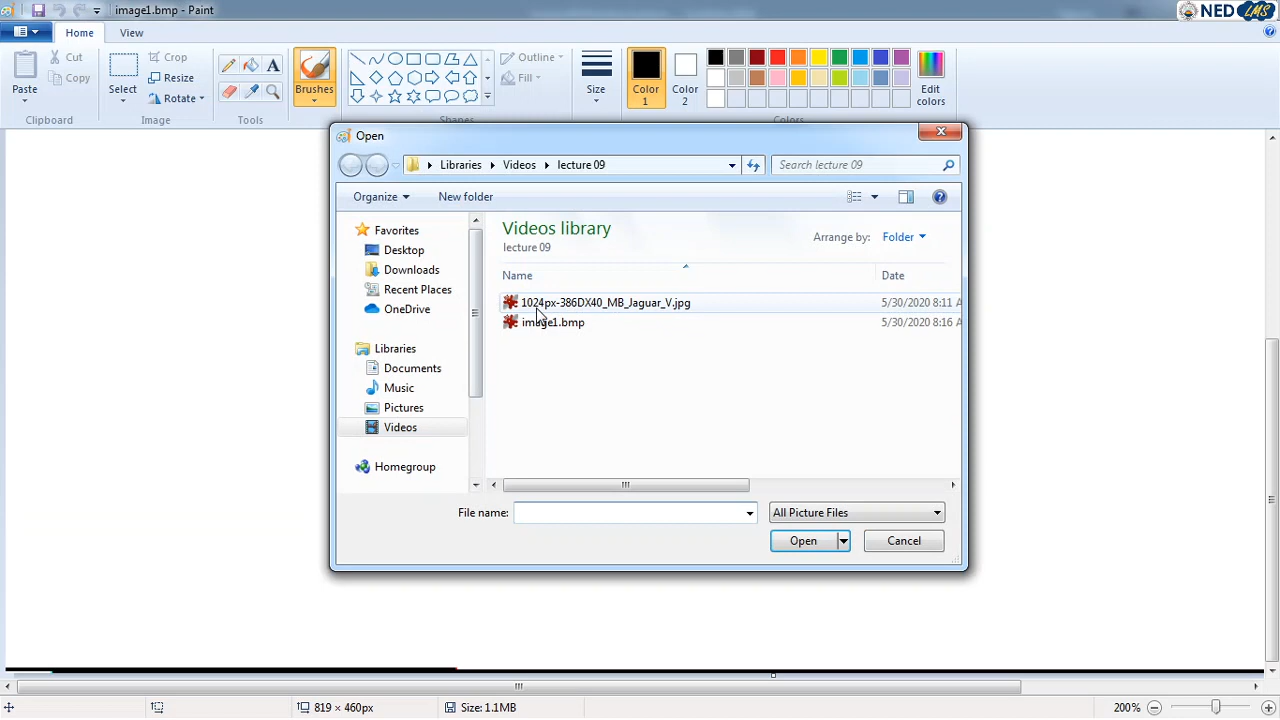 image1.bmp - Paint
NED LMS
Home View
Paste
Cut
Copy
Clipboard
Select
Crop
Resize
Rotate
Image
A
Tools
Brushes
Shapes
Outline
Fill
Size
Color 1
Color 2
Edit colors
Colors
Open
Libraries Videos lecture 09
Search lecture 09
Organize New folder
Favorites
Desktop
Downloads
Recent Places
OneDrive
Libraries
Documents
Music
Pictures
Videos
Homegroup
Videos library
lecture 09
Arrange by: Folder
Name Date
1024px-386DX40_MB_Jaguar_V.jpg 5/30/2020 8:11 A
image1.bmp 5/30/2020 8:16 A
File name: All Picture Files
Open Cancel
819 × 460px Size: 1.1MB 200%